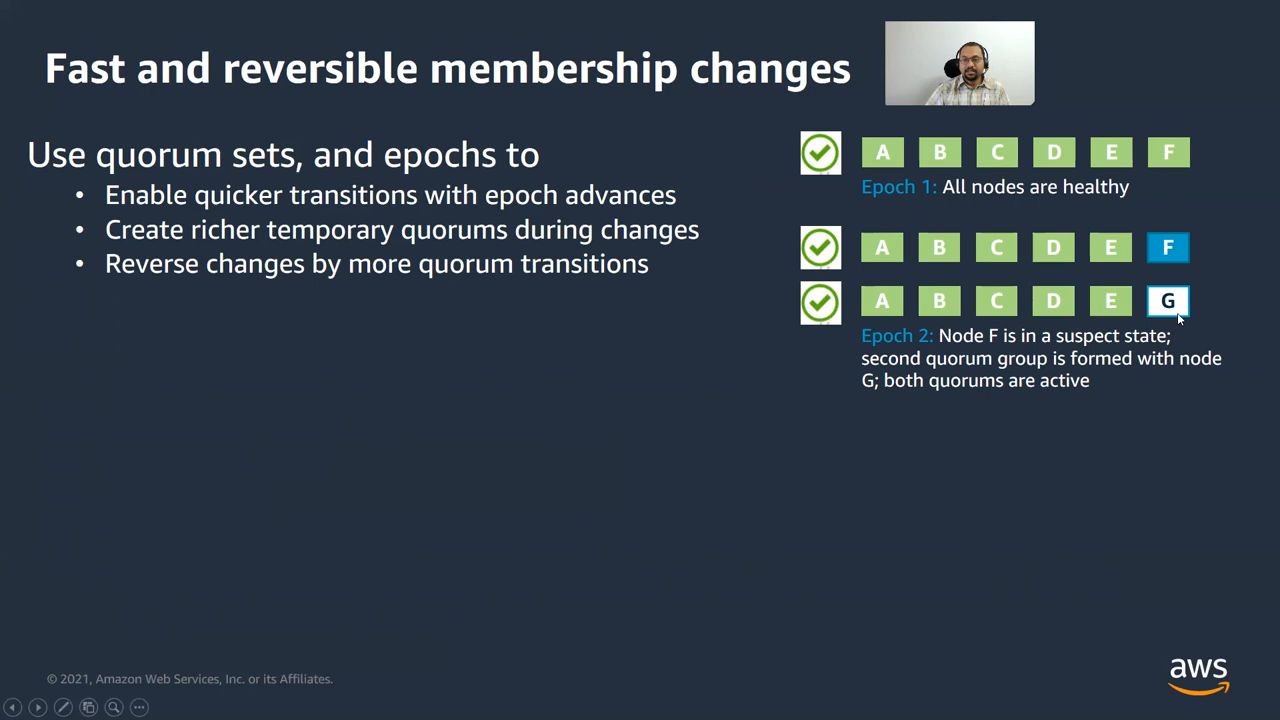 Fast and reversible membership changes
Use quorum sets, and epochs to
• Enable quicker transitions with epoch advances
• Create richer temporary quorums during changes
• Reverse changes by more quorum transitions
A B C D E F
Epoch 1: All nodes are healthy
A B C D E F
A B C D E G
Epoch 2: Node F is in a suspect state;
second quorum group is formed with node
G; both quorums are active
© 2021, Amazon Web Services, Inc. or its Affiliates.
aws